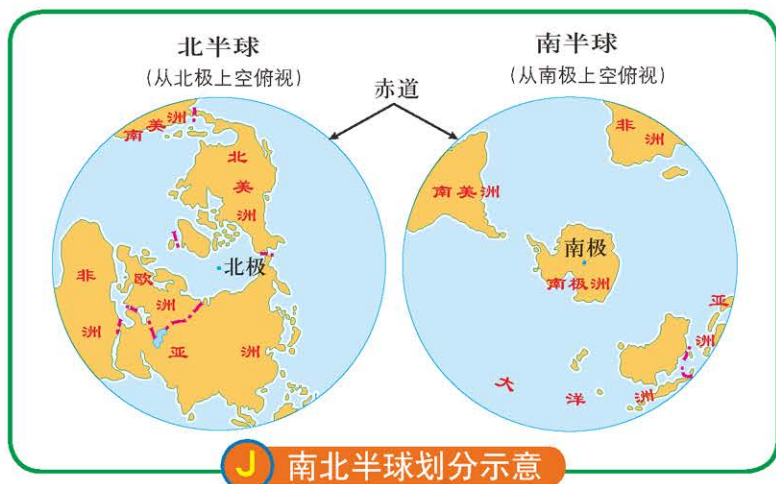 北半球
(从北极上空俯视)
南半球
(从南极上空俯视)
赤道
南美洲
北美洲
北极
欧洲
非洲
亚洲
非洲
南美洲
南极
南极洲
亚洲
大洋洲
J 南北半球划分示意